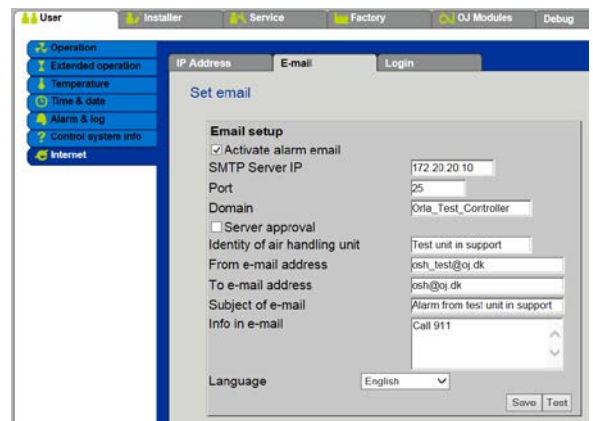 User Installer Service Factory OJ Modules Debug
Operation
Extended operation
Temperature
Time & date
Alarm & log
Control system info
Internet
IP Address E-mail Login
Set email
Email setup
Activate alarm email
SMTP Server IP 172.20.20.10
Port 25
Domain Orla_Test_Controller
Server approval
Identity of air handling unit Test unit in support
From e-mail address osh_test@oj.dk
To e-mail address osh@oj.dk
Subject of e-mail Alarm from test unit in support
Info in e-mail Call 911
Language English
Save Test